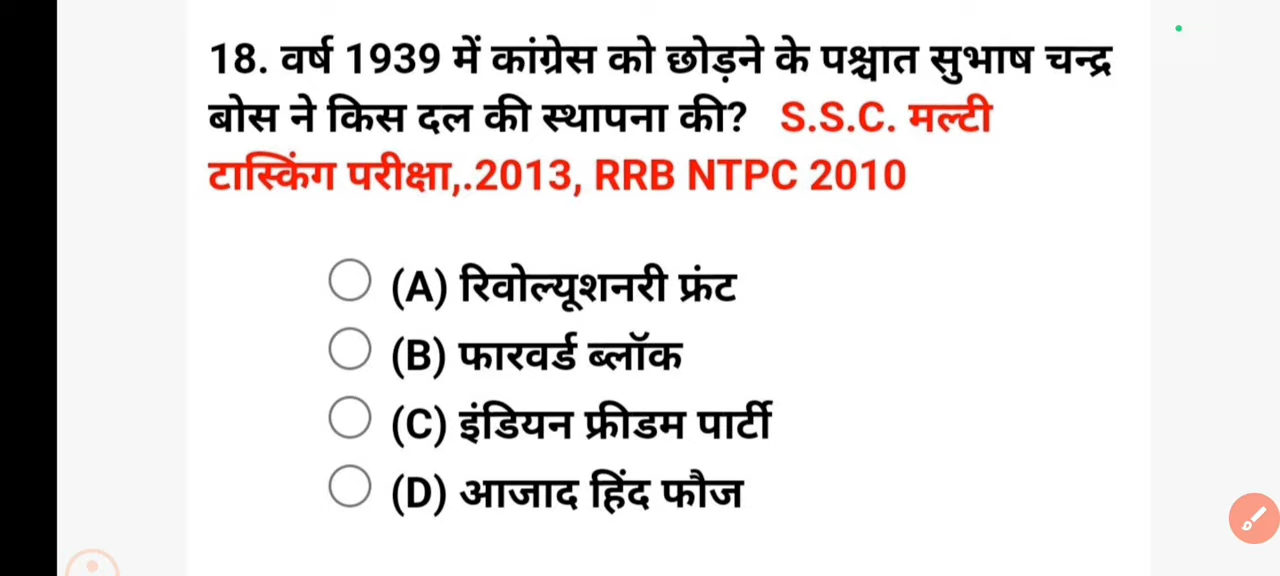 18. वर्ष 1939 में कांग्रेस को छोड़ने के पश्चात सुभाष चन्द्र
बोस ने किस दल की स्थापना की? S.S.C. मल्टी
टास्किंग परीक्षा,.2013, RRB NTPC 2010
(A) रिवोल्यूशनरी फ्रंट
(B) फारवर्ड ब्लॉक
(C) इंडियन फ्रीडम पार्टी
(D) आजाद हिंद फौज